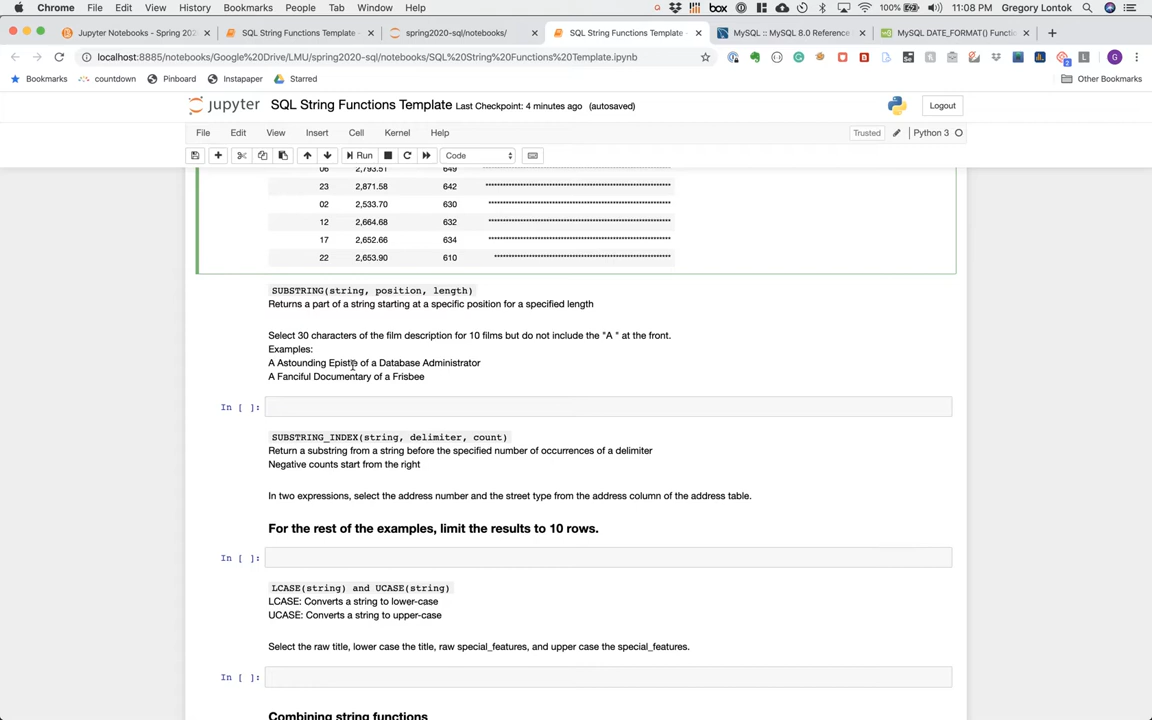 Chrome File Edit View History Bookmarks People Tab Window Help box 100% 11:08 PM Gregory Lontok
Jupyter Notebooks - Spring 202 SQL String Functions Template - spring2020-sql/notebooks/ SQL String Functions Template - MySQL :: MySQL 8.0 Reference MySQL DATE_FORMAT() Functi
localhost:8885/notebooks/Google%20Drive/LMU/spring2020-sql/notebooks/SQL%20String%20Functions%20Template.ipynb
Bookmarks countdown Pinboard Instapaper Starred Other Bookmarks
jupyter SQL String Functions Template Last Checkpoint: 4 minutes ago (autosaved) Logout
File Edit View Insert Cell Kernel Help Trusted Python 3
Run Code
06 2,793.51 649
23 2,871.58 642 ****************************************************************
02 2,533.70 630 ***************************************************************
12 2,664.68 632 ***************************************************************
17 2,652.66 634 ***************************************************************
22 2,653.90 610 *************************************************************
SUBSTRING(string, position, length)
Returns a part of a string starting at a specific position for a specified length
Select 30 characters of the film description for 10 films but do not include the "A " at the front.
Examples:
A Astounding Epistle of a Database Administrator
A Fanciful Documentary of a Frisbee
In [ ]:
SUBSTRING_INDEX(string, delimiter, count)
Return a substring from a string before the specified number of occurrences of a delimiter
Negative counts start from the right
In two expressions, select the address number and the street type from the address column of the address table.
For the rest of the examples, limit the results to 10 rows.
In [ ]:
LCASE(string) and UCASE(string)
LCASE: Converts a string to lower-case
UCASE: Converts a string to upper-case
Select the raw title, lower case the title, raw special_features, and upper case the special_features.
In [ ]:
Combining string functions